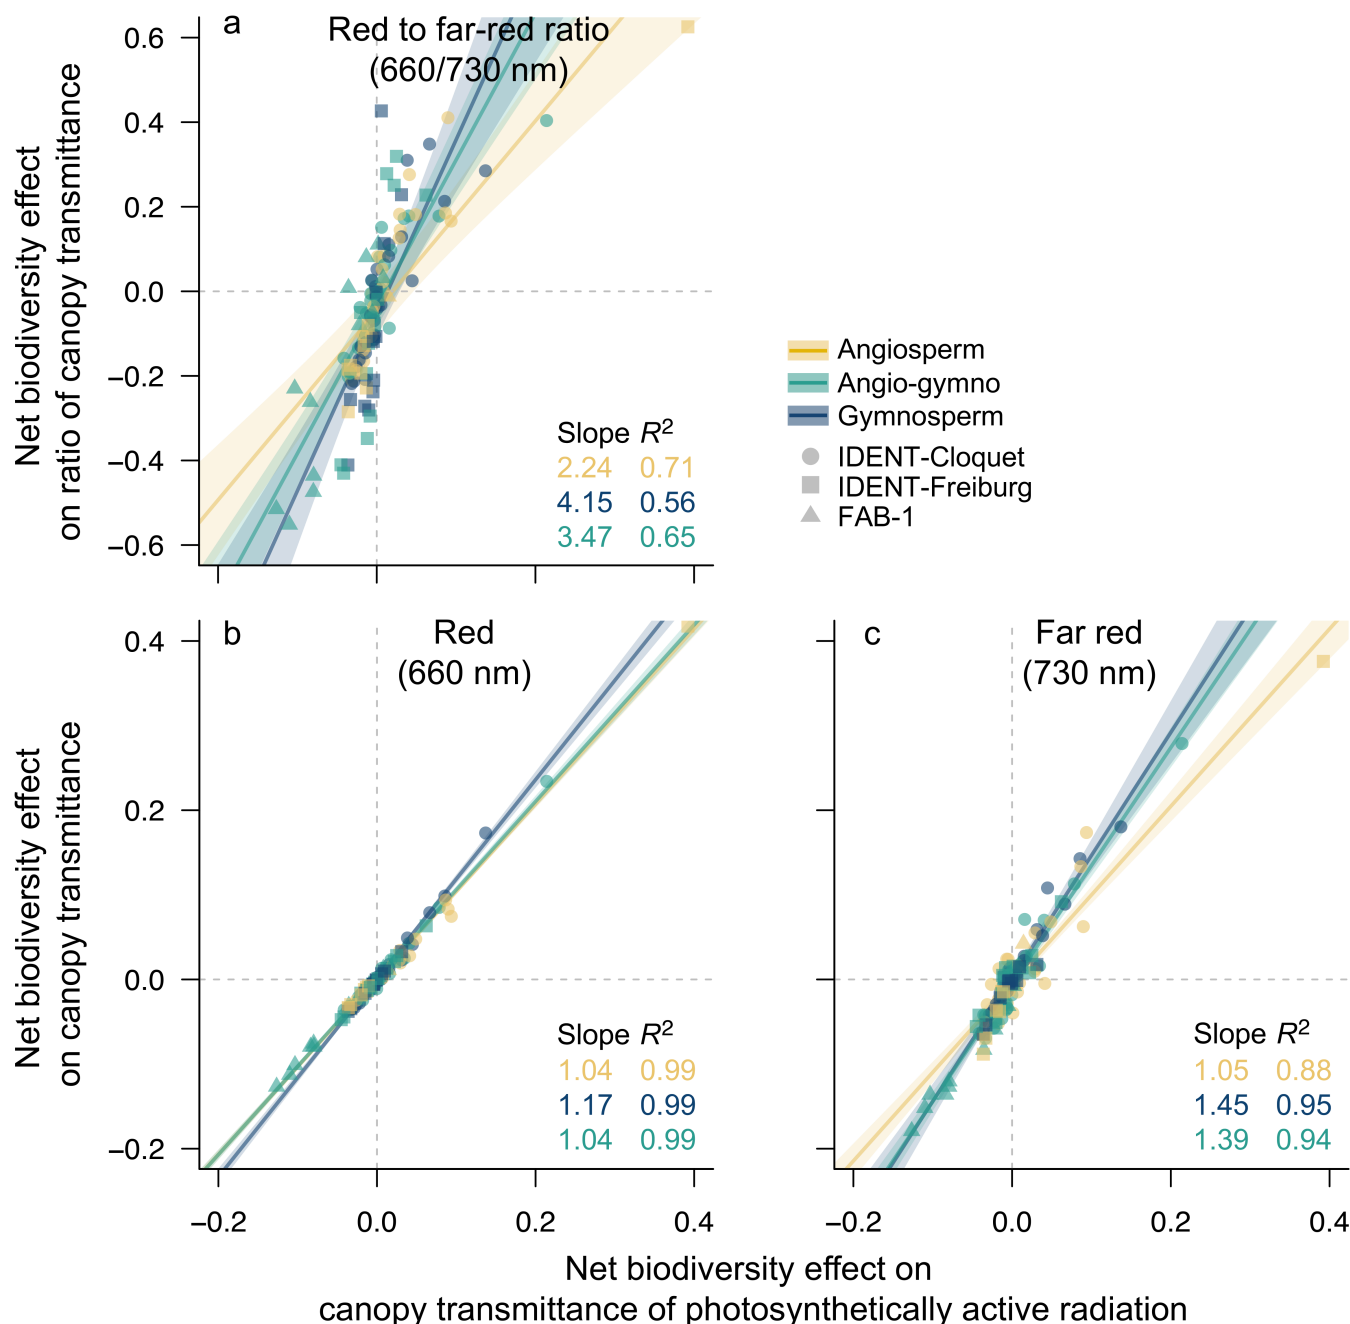 a
Red to far-red ratio
(660/730 nm)
Net biodiversity effect
on ratio of canopy transmittance
0.6
0.4
0.2
0.0
−0.2
−0.4
−0.6
Slope R²
2.24 0.71
4.15 0.56
3.47 0.65
Angiosperm
Angio-gymno
Gymnosperm
IDENT-Cloquet
IDENT-Freiburg
FAB-1
b
Red
(660 nm)
Net biodiversity effect
on canopy transmittance
0.4
0.2
0.0
−0.2
Slope R²
1.04 0.99
1.17 0.99
1.04 0.99
−0.2 0.0 0.2 0.4
c
Far red
(730 nm)
Slope R²
1.05 0.88
1.45 0.95
1.39 0.94
−0.2 0.0 0.2 0.4
Net biodiversity effect on
canopy transmittance of photosynthetically active radiation